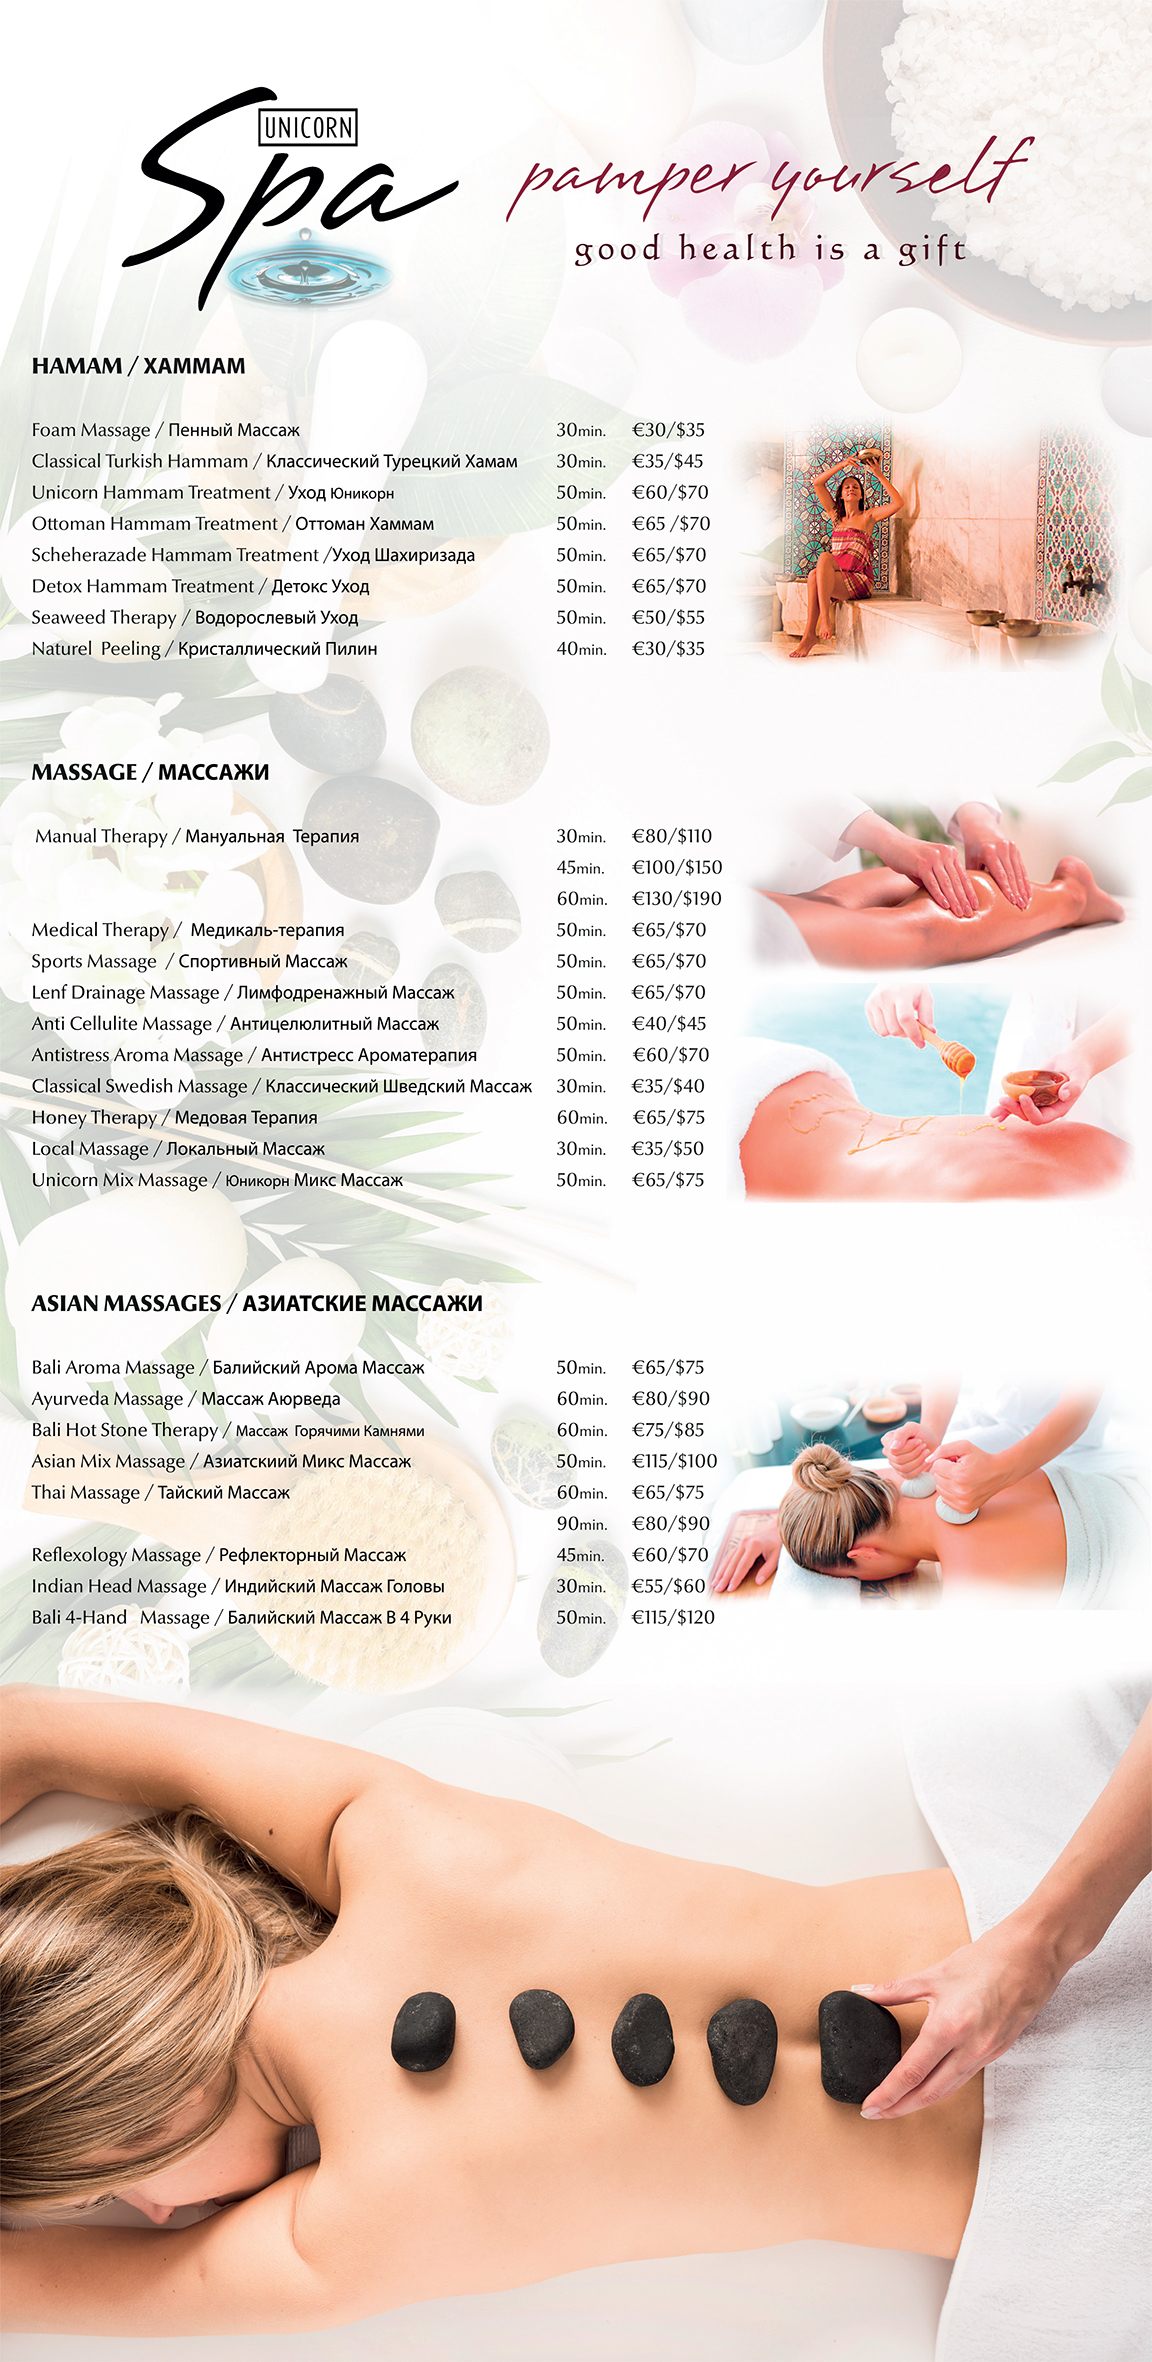 UNICORN
Spa
pamper yourself
good health is a gift
HAMAM / ХАММАМ
Foam Massage / Пенный Массаж 30min. €30/$35
Classical Turkish Hammam / Классический Турецкий Хамам 30min. €35/$45
Unicorn Hammam Treatment / Уход Юникорн 50min. €60/$70
Ottoman Hammam Treatment / Оттоман Хаммам 50min. €65 /$70
Scheherazade Hammam Treatment /Уход Шахиризада 50min. €65/$70
Detox Hammam Treatment / Детокс Уход 50min. €65/$70
Seaweed Therapy / Водорослевый Уход 50min. €50/$55
Naturel Peeling / Кристаллический Пилин 40min. €30/$35
MASSAGE / МАССАЖИ
Manual Therapy / Мануальная Терапия 30min. €80/$110
45min. €100/$150
60min. €130/$190
Medical Therapy / Медикаль-терапия 50min. €65/$70
Sports Massage / Спортивный Массаж 50min. €65/$70
Lenf Drainage Massage / Лимфодренажный Массаж 50min. €65/$70
Anti Cellulite Massage / Антицелюлитный Массаж 50min. €40/$45
Antistress Aroma Massage / Антистресс Ароматерапия 50min. €60/$70
Classical Swedish Massage / Классический Шведский Массаж 30min. €35/$40
Honey Therapy / Медовая Терапия 60min. €65/$75
Local Massage / Локальный Массаж 30min. €35/$50
Unicorn Mix Massage / Юникорн Микс Массаж 50min. €65/$75
ASIAN MASSAGES / АЗИАТСКИЕ МАССАЖИ
Bali Aroma Massage / Балийский Арома Массаж 50min. €65/$75
Ayurveda Massage / Массаж Аюрведа 60min. €80/$90
Bali Hot Stone Therapy / Массаж Горячими Камнями 60min. €75/$85
Asian Mix Massage / Азиатскиий Микс Массаж 50min. €115/$100
Thai Massage / Тайский Массаж 60min. €65/$75
90min. €80/$90
Reflexology Massage / Рефлекторный Массаж 45min. €60/$70
Indian Head Massage / Индийский Массаж Головы 30min. €55/$60
Bali 4-Hand Massage / Балийский Массаж В 4 Руки 50min. €115/$120